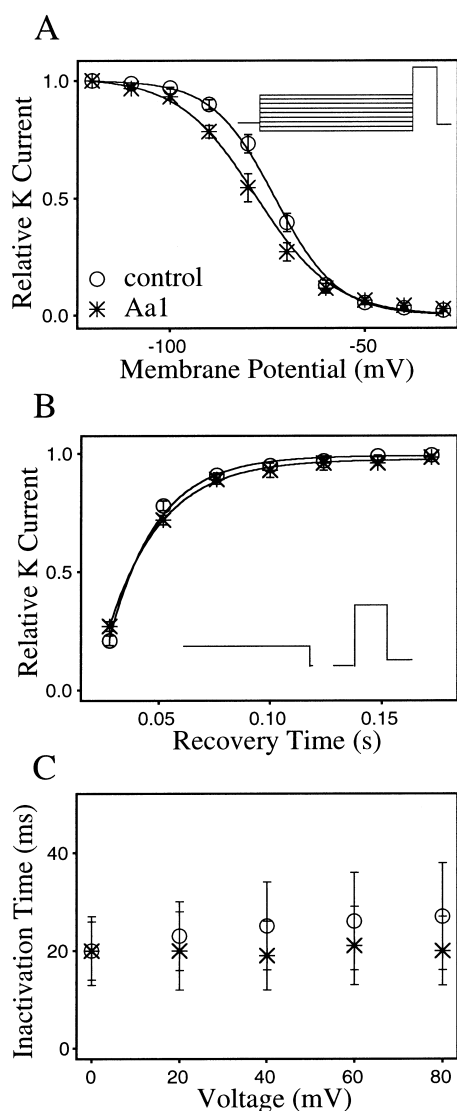 A
Relative K Current
1.0
0.5
0.0
control
Aa1
-100
-50
Membrane Potential (mV)
B
Relative K Current
1.0
0.5
0.0
0.05
0.10
0.15
Recovery Time (s)
C
Inactivation Time (ms)
40
20
0
0
20
40
60
80
Voltage (mV)